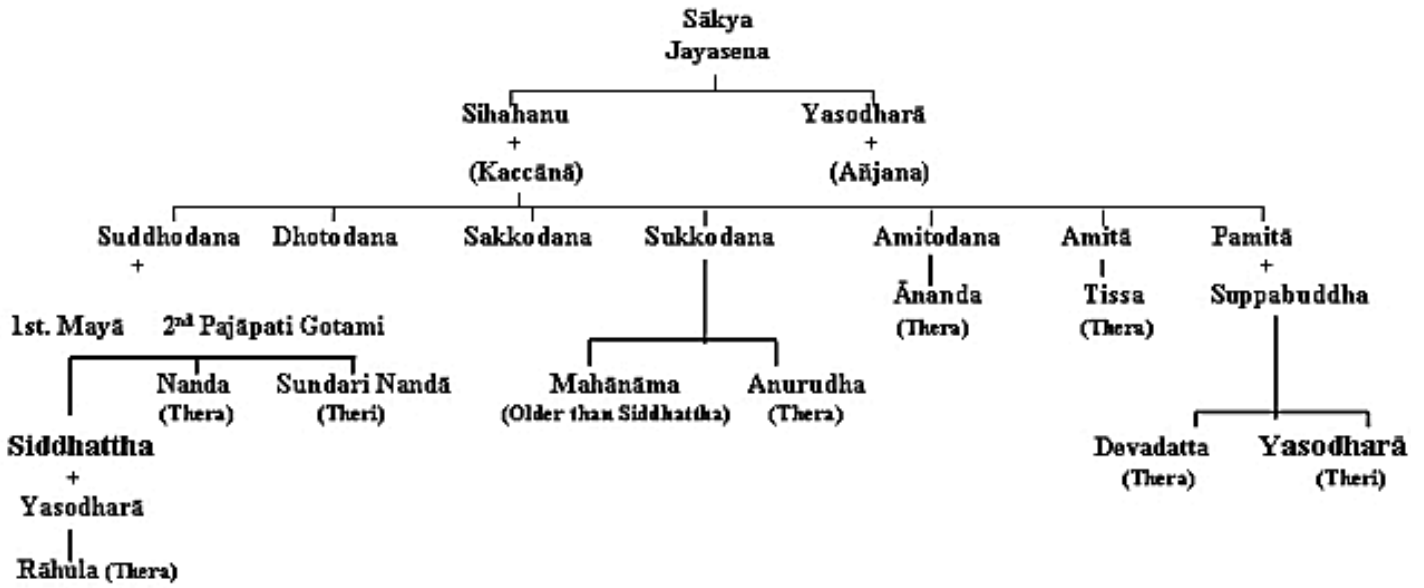 Sākya
Jayasena
Sihahanu Yasodharā
+ +
(Kaccānā) (Añjana)
Suddhodana Dhotodana Sakkodana Sukkodana Amitodana Amitā Pamitā
+ +
Ānanda Tissa Suppabuddha
(Thera) (Thera)
1st. Mayā 2nd Pajāpati Gotami
Nanda Sundari Nandā Mahānāma Anurudha
(Thera) (Theri) (Older than Siddhattha) (Thera)
Siddhattha Devadatta Yasodharā
+ (Thera) (Theri)
Yasodharā
Rāhula (Thera)